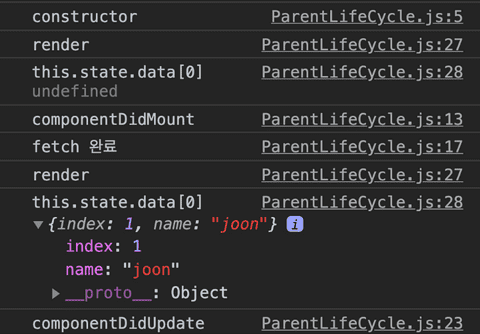 constructor ParentLifeCycle.js:5
render ParentLifeCycle.js:27
this.state.data[0] ParentLifeCycle.js:28
undefined
componentDidMount ParentLifeCycle.js:13
fetch 완료 ParentLifeCycle.js:17
render ParentLifeCycle.js:27
this.state.data[0] ParentLifeCycle.js:28
▼{index: 1, name: "joon"} i
index: 1
name: "joon"
▶__proto__: Object
componentDidUpdate ParentLifeCycle.js:23